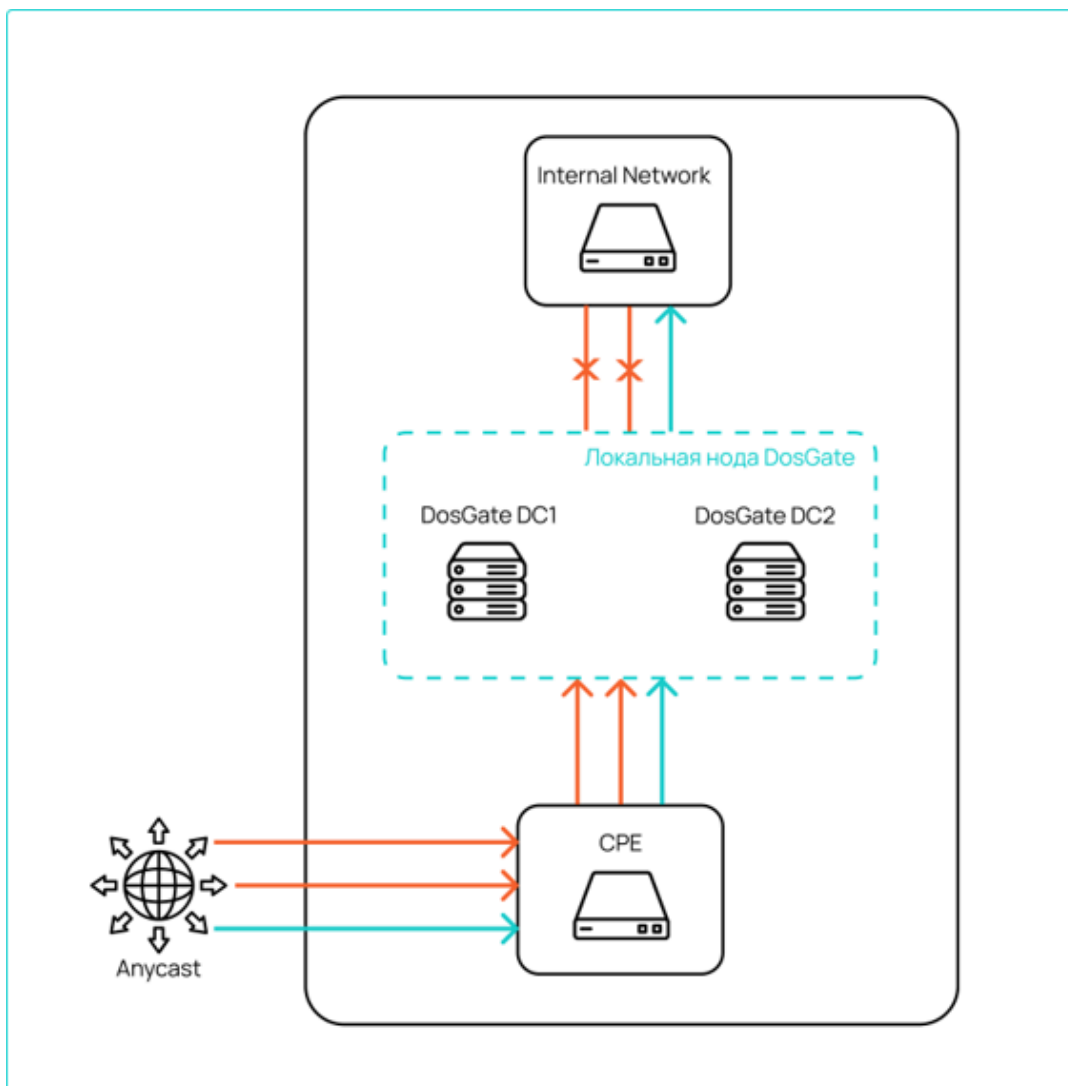 Internal Network
Локальная нода DosGate
DosGate DC1
DosGate DC2
CPE
Anycast